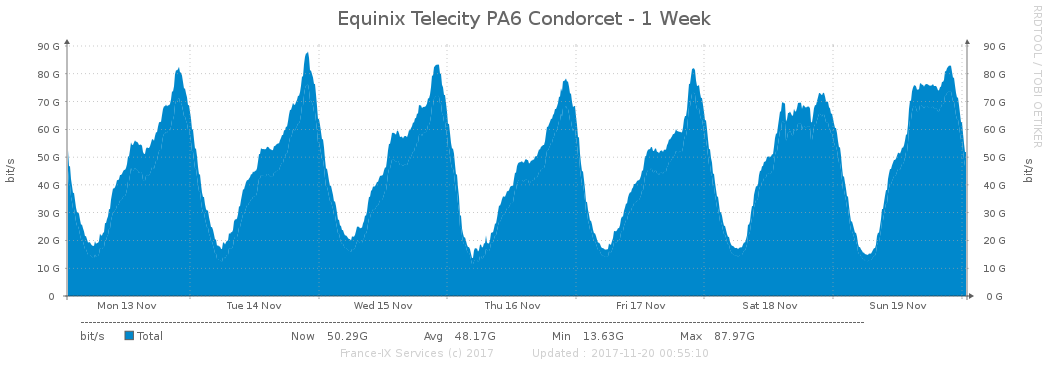 Equinix Telecity PA6 Condorcet - 1 Week
RRDTOOL / TOBI OETIKER
90 G 90 G
80 G 80 G
70 G 70 G
60 G 60 G
50 G 50 G
40 G 40 G
30 G 30 G
20 G 20 G
10 G 10 G
0 0 G
bit/s bit/s
Mon 13 Nov Tue 14 Nov Wed 15 Nov Thu 16 Nov Fri 17 Nov Sat 18 Nov Sun 19 Nov
bit/s Total Now 50.29G Avg 48.17G Min 13.63G Max 87.97G
France-IX Services (c) 2017 Updated : 2017-11-20 00:55:10